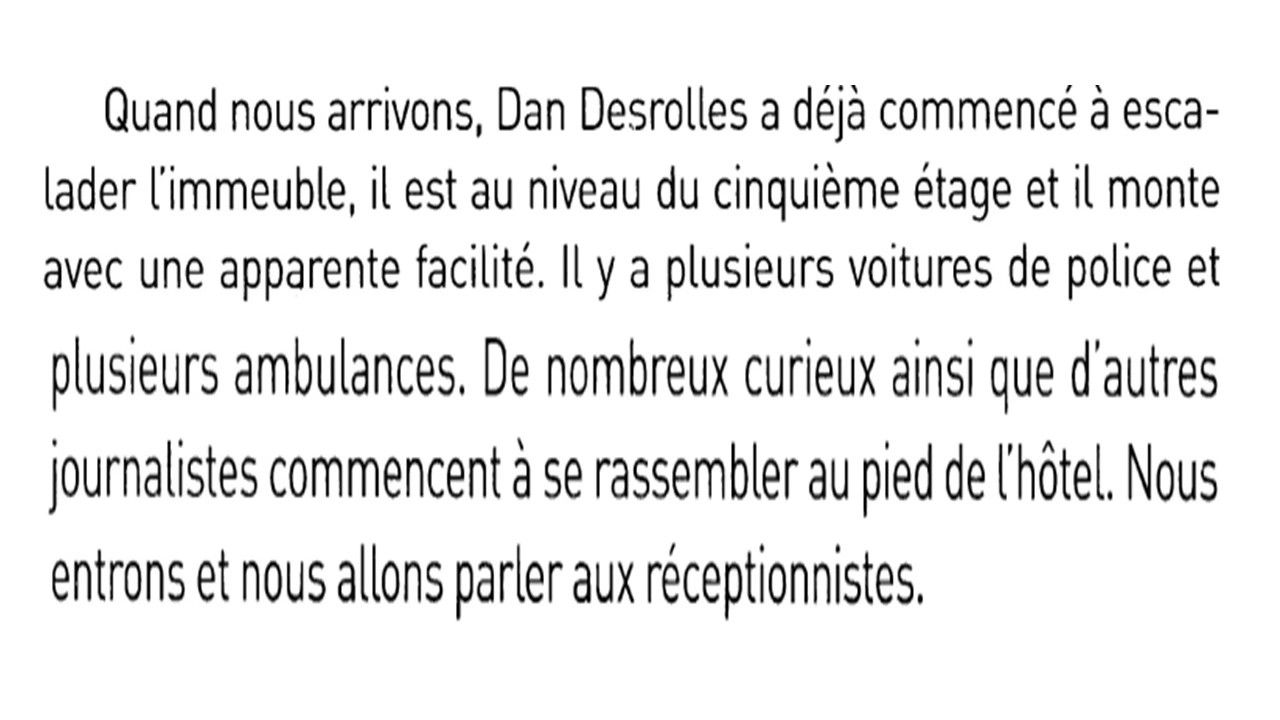 Quand nous arrivons, Dan Desrolles a déjà commencé à esca-
lader l'immeuble, il est au niveau du cinquième étage et il monte
avec une apparente facilité. Il y a plusieurs voitures de police et
plusieurs ambulances. De nombreux curieux ainsi que d'autres
journalistes commencent à se rassembler au pied de l'hôtel. Nous
entrons et nous allons parler aux réceptionnistes.